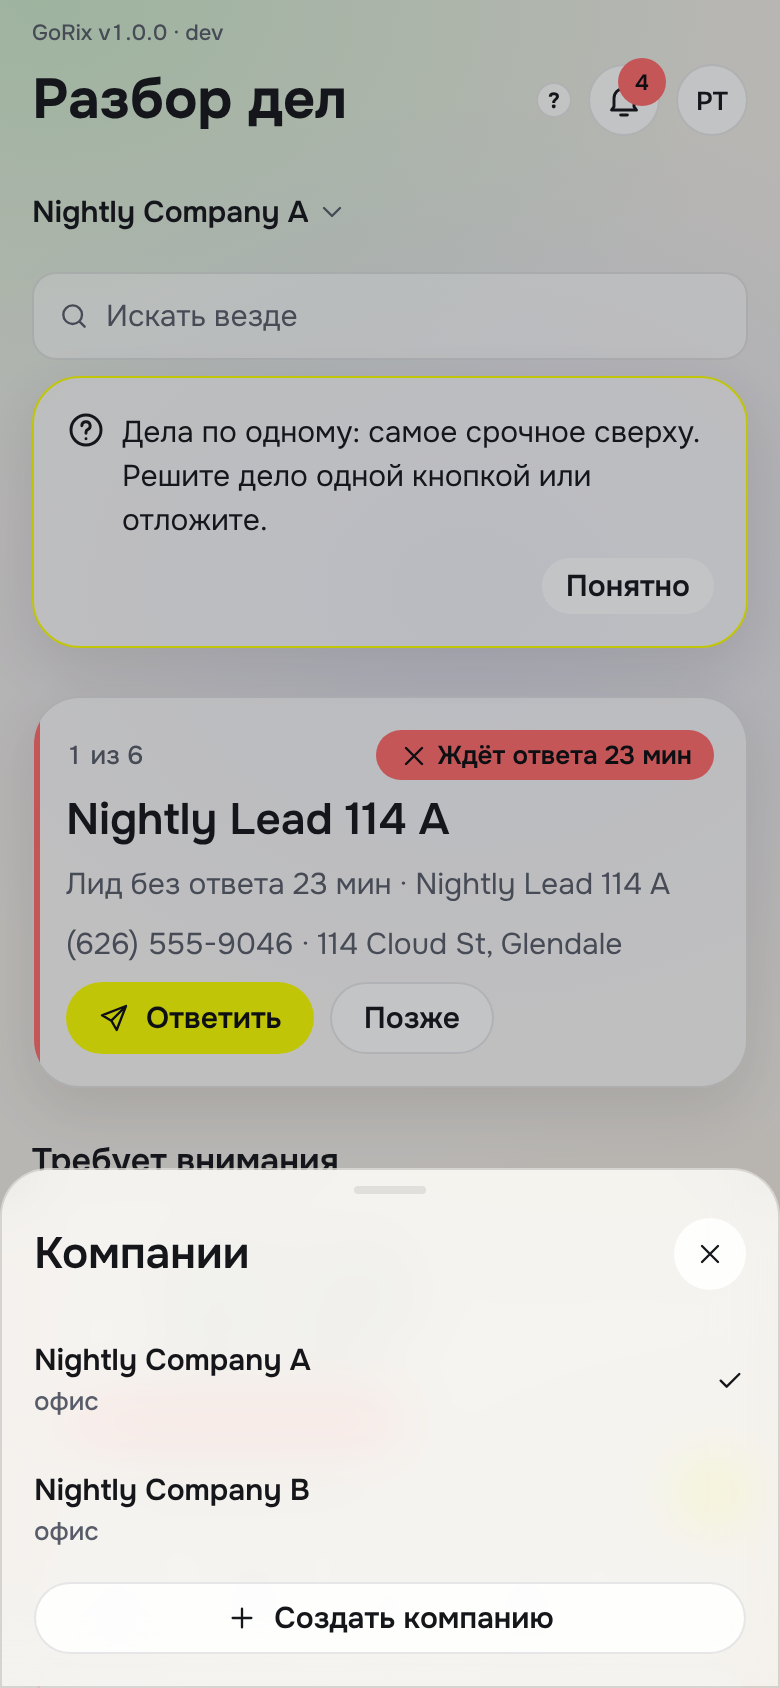 GoRix v1.0.0 · dev
Разбор дел
?
4
РТ
Nightly Company A
Искать везде
Дела по одному: самое срочное сверху.
Решите дело одной кнопкой или
отложите.
Понятно
1 из 6
Ждёт ответа 23 мин
Nightly Lead 114 A
Лид без ответа 23 мин · Nightly Lead 114 A
(626) 555-9046 · 114 Cloud St, Glendale
Ответить
Позже
Требует внимания
Компании
Nightly Company A
офис
Nightly Company B
офис
Создать компанию